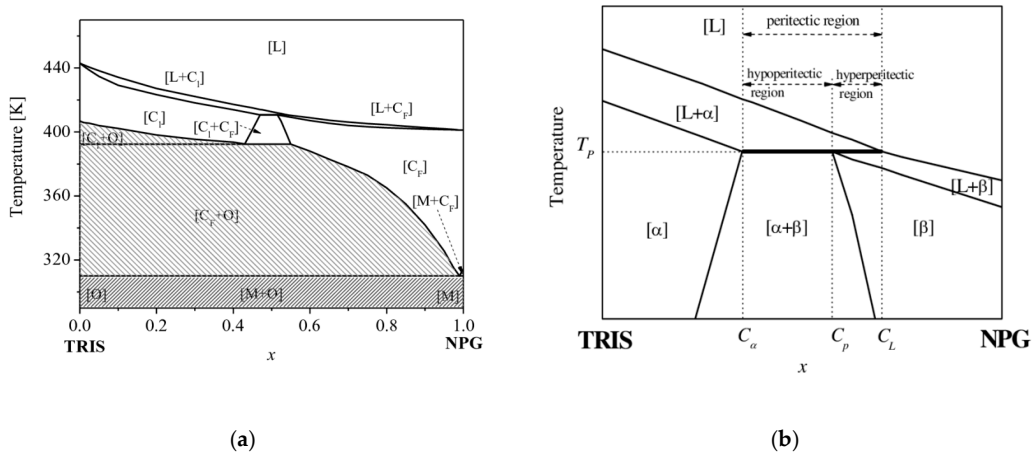 [L]
[L+C_I]
[L+C_F]
[C_I]
[C_I+C_F]
[C_I+O]
[C_F]
[M+C_F]
[C_F+O]
[O]
[M+O]
[M]
Temperature [K]
440
400
360
320
0.0 0.2 0.4 0.6 0.8 1.0
TRIS NPG
x
(a)
[L]
peritectic region
hypoperitectic region
hyperperitectic region
[L+α]
T_P
[L+β]
[α]
[α+β]
[β]
Temperature
TRIS C_α C_p C_L NPG
x
(b)